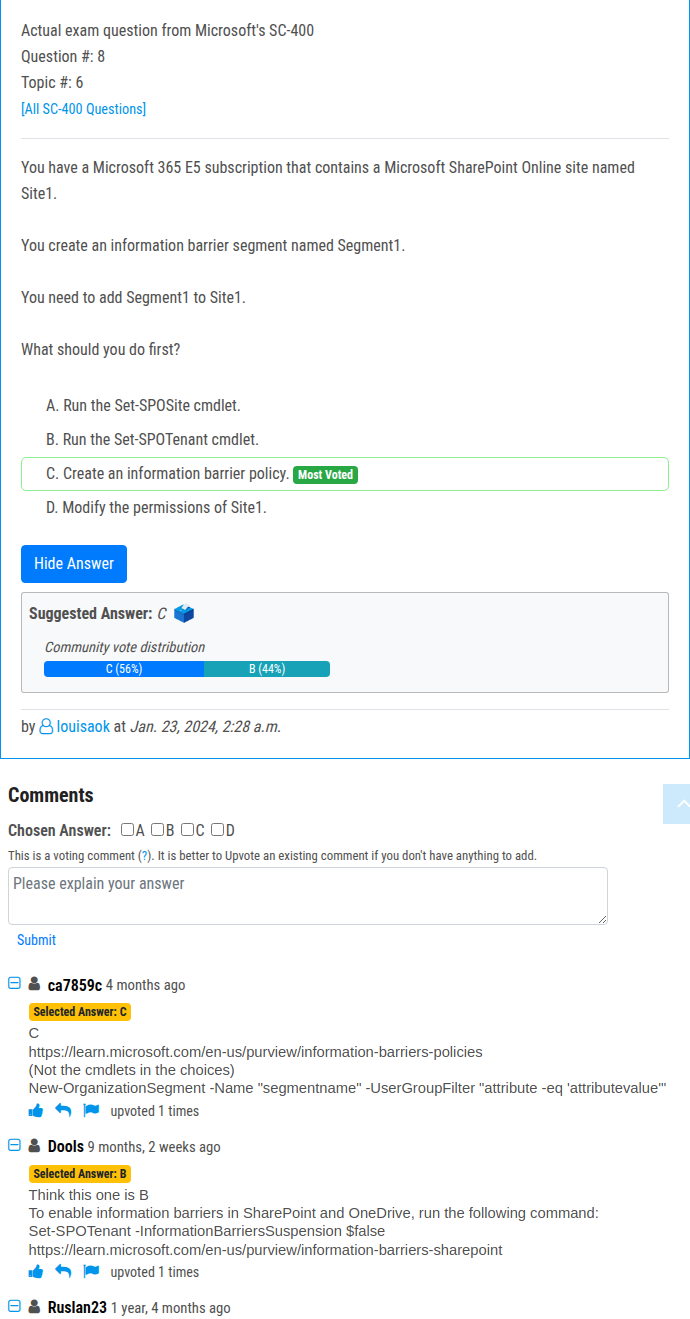 Actual exam question from Microsoft's SC-400
Question #: 8
Topic #: 6
[All SC-400 Questions]
You have a Microsoft 365 E5 subscription that contains a Microsoft SharePoint Online site named
Site1.
You create an information barrier segment named Segment1.
You need to add Segment1 to Site1.
What should you do first?
A. Run the Set-SPOSite cmdlet.
B. Run the Set-SPOTenant cmdlet.
C. Create an information barrier policy. Most Voted
D. Modify the permissions of Site1.
Hide Answer
Suggested Answer: C
Community vote distribution
C (56%) B (44%)
by louisaok at Jan. 23, 2024, 2:28 a.m.
Comments
Chosen Answer: A B C D
This is a voting comment (?). It is better to Upvote an existing comment if you don't have anything to add.
Please explain your answer
Submit
ca7859c 4 months ago
Selected Answer: C
C
https://learn.microsoft.com/en-us/purview/information-barriers-policies
(Not the cmdlets in the choices)
New-OrganizationSegment -Name "segmentname" -UserGroupFilter "attribute -eq 'attributevalue'"
upvoted 1 times
Dools 9 months, 2 weeks ago
Selected Answer: B
Think this one is B
To enable information barriers in SharePoint and OneDrive, run the following command:
Set-SPOTenant -InformationBarriersSuspension $false
https://learn.microsoft.com/en-us/purview/information-barriers-sharepoint
upvoted 1 times
Ruslan23 1 year, 4 months ago